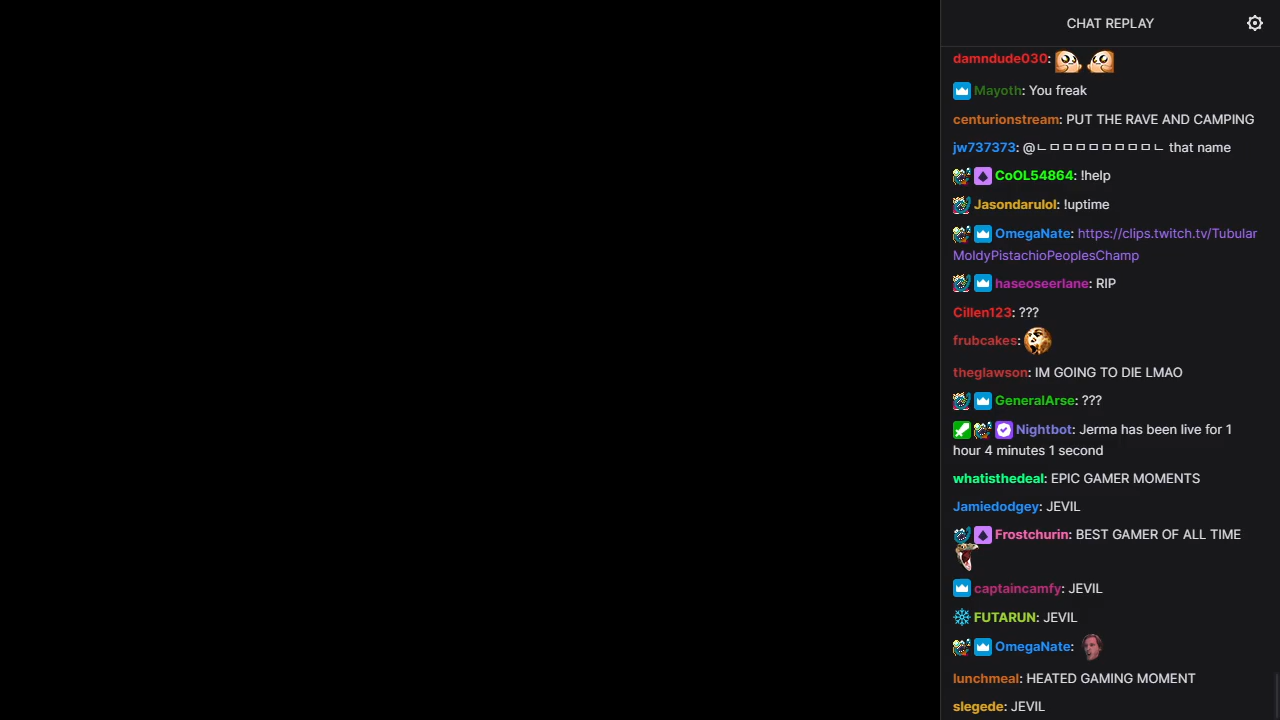 CHAT REPLAY
damndude030:
Mayoth: You freak
centurionstream: PUT THE RAVE AND CAMPING
jw737373: @ㄴㅁㅁㅁㅁㅁㅁㅁㅁㄴ that name
CoOL54864: !help
Jasondarulol: !uptime
OmegaNate: https://clips.twitch.tv/Tubular
MoldyPistachioPeoplesChamp
haseoseerlane: RIP
Cillen123: ???
frubcakes:
theglawson: IM GOING TO DIE LMAO
GeneralArse: ???
Nightbot: Jerma has been live for 1
hour 4 minutes 1 second
whatisthedeal: EPIC GAMER MOMENTS
Jamiedodgey: JEVIL
Frostchurin: BEST GAMER OF ALL TIME
captaincamfy: JEVIL
FUTARUN: JEVIL
OmegaNate:
lunchmeal: HEATED GAMING MOMENT
slegede: JEVIL